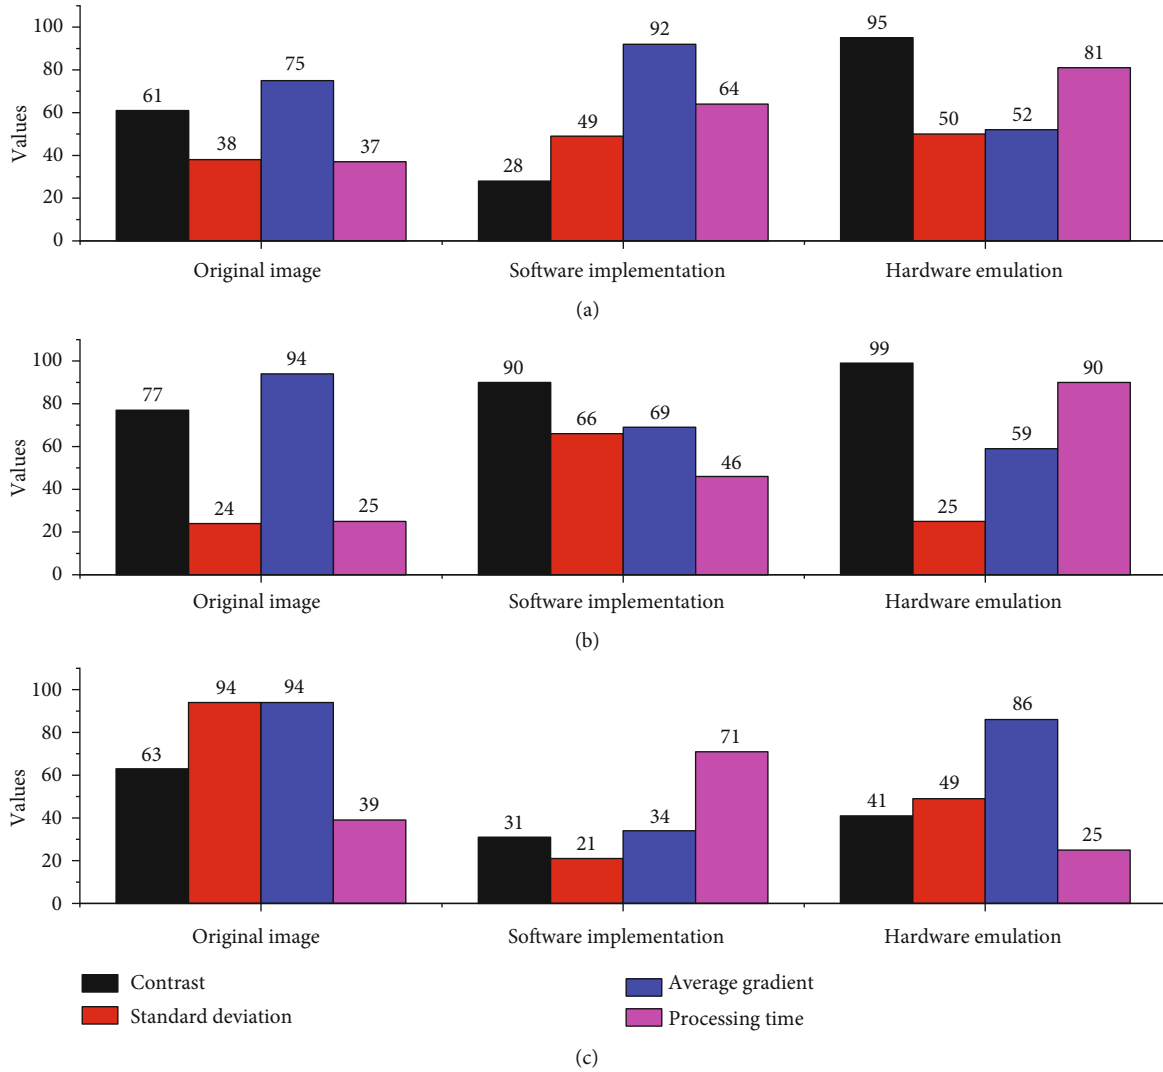 100
80
60
40
20
0
Values
61
38
75
37
28
49
92
64
95
50
52
81
Original image
Software implementation
Hardware emulation
(a)
100
80
60
40
20
0
Values
77
24
94
25
90
66
69
46
99
25
59
90
Original image
Software implementation
Hardware emulation
(b)
100
80
60
40
20
0
Values
63
94
94
39
31
21
34
71
41
49
86
25
Original image
Software implementation
Hardware emulation
Contrast
Standard deviation
Average gradient
Processing time
(c)